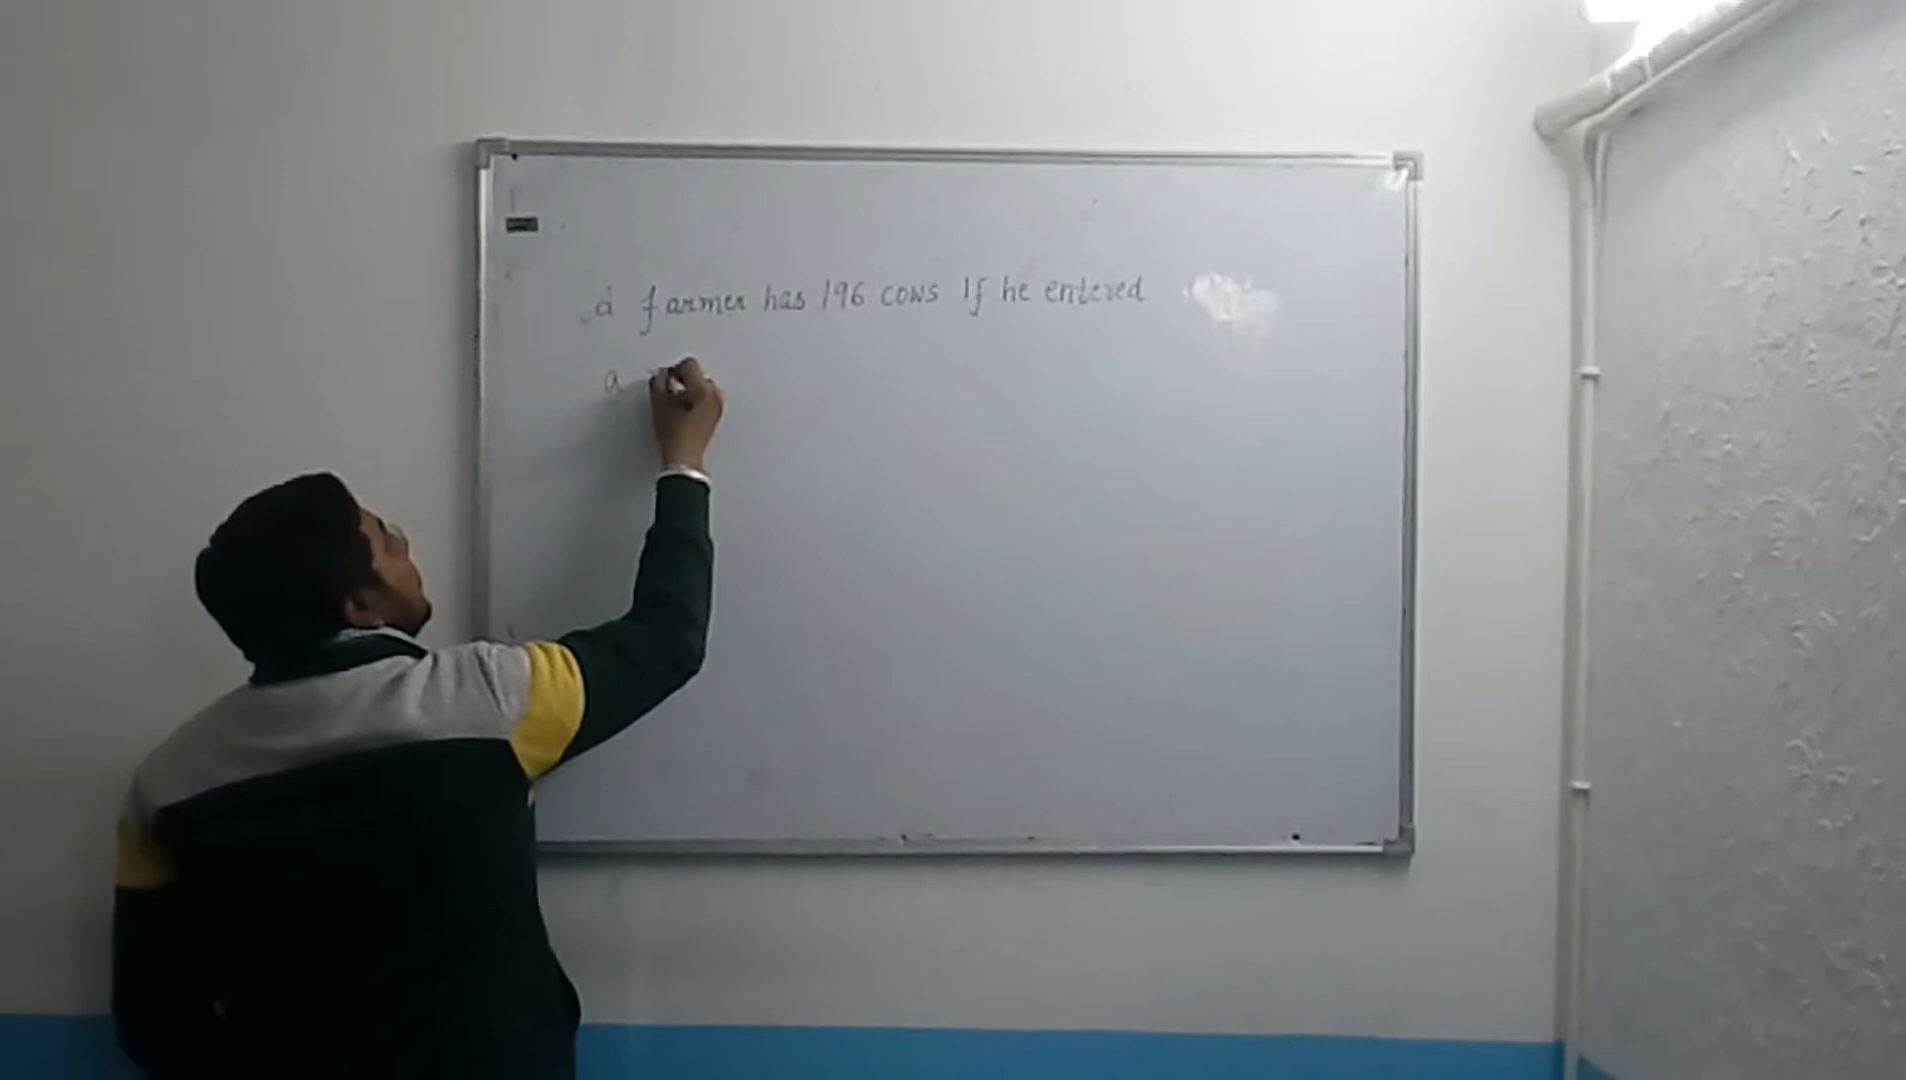 a farmer has 196 cows If he entered
a